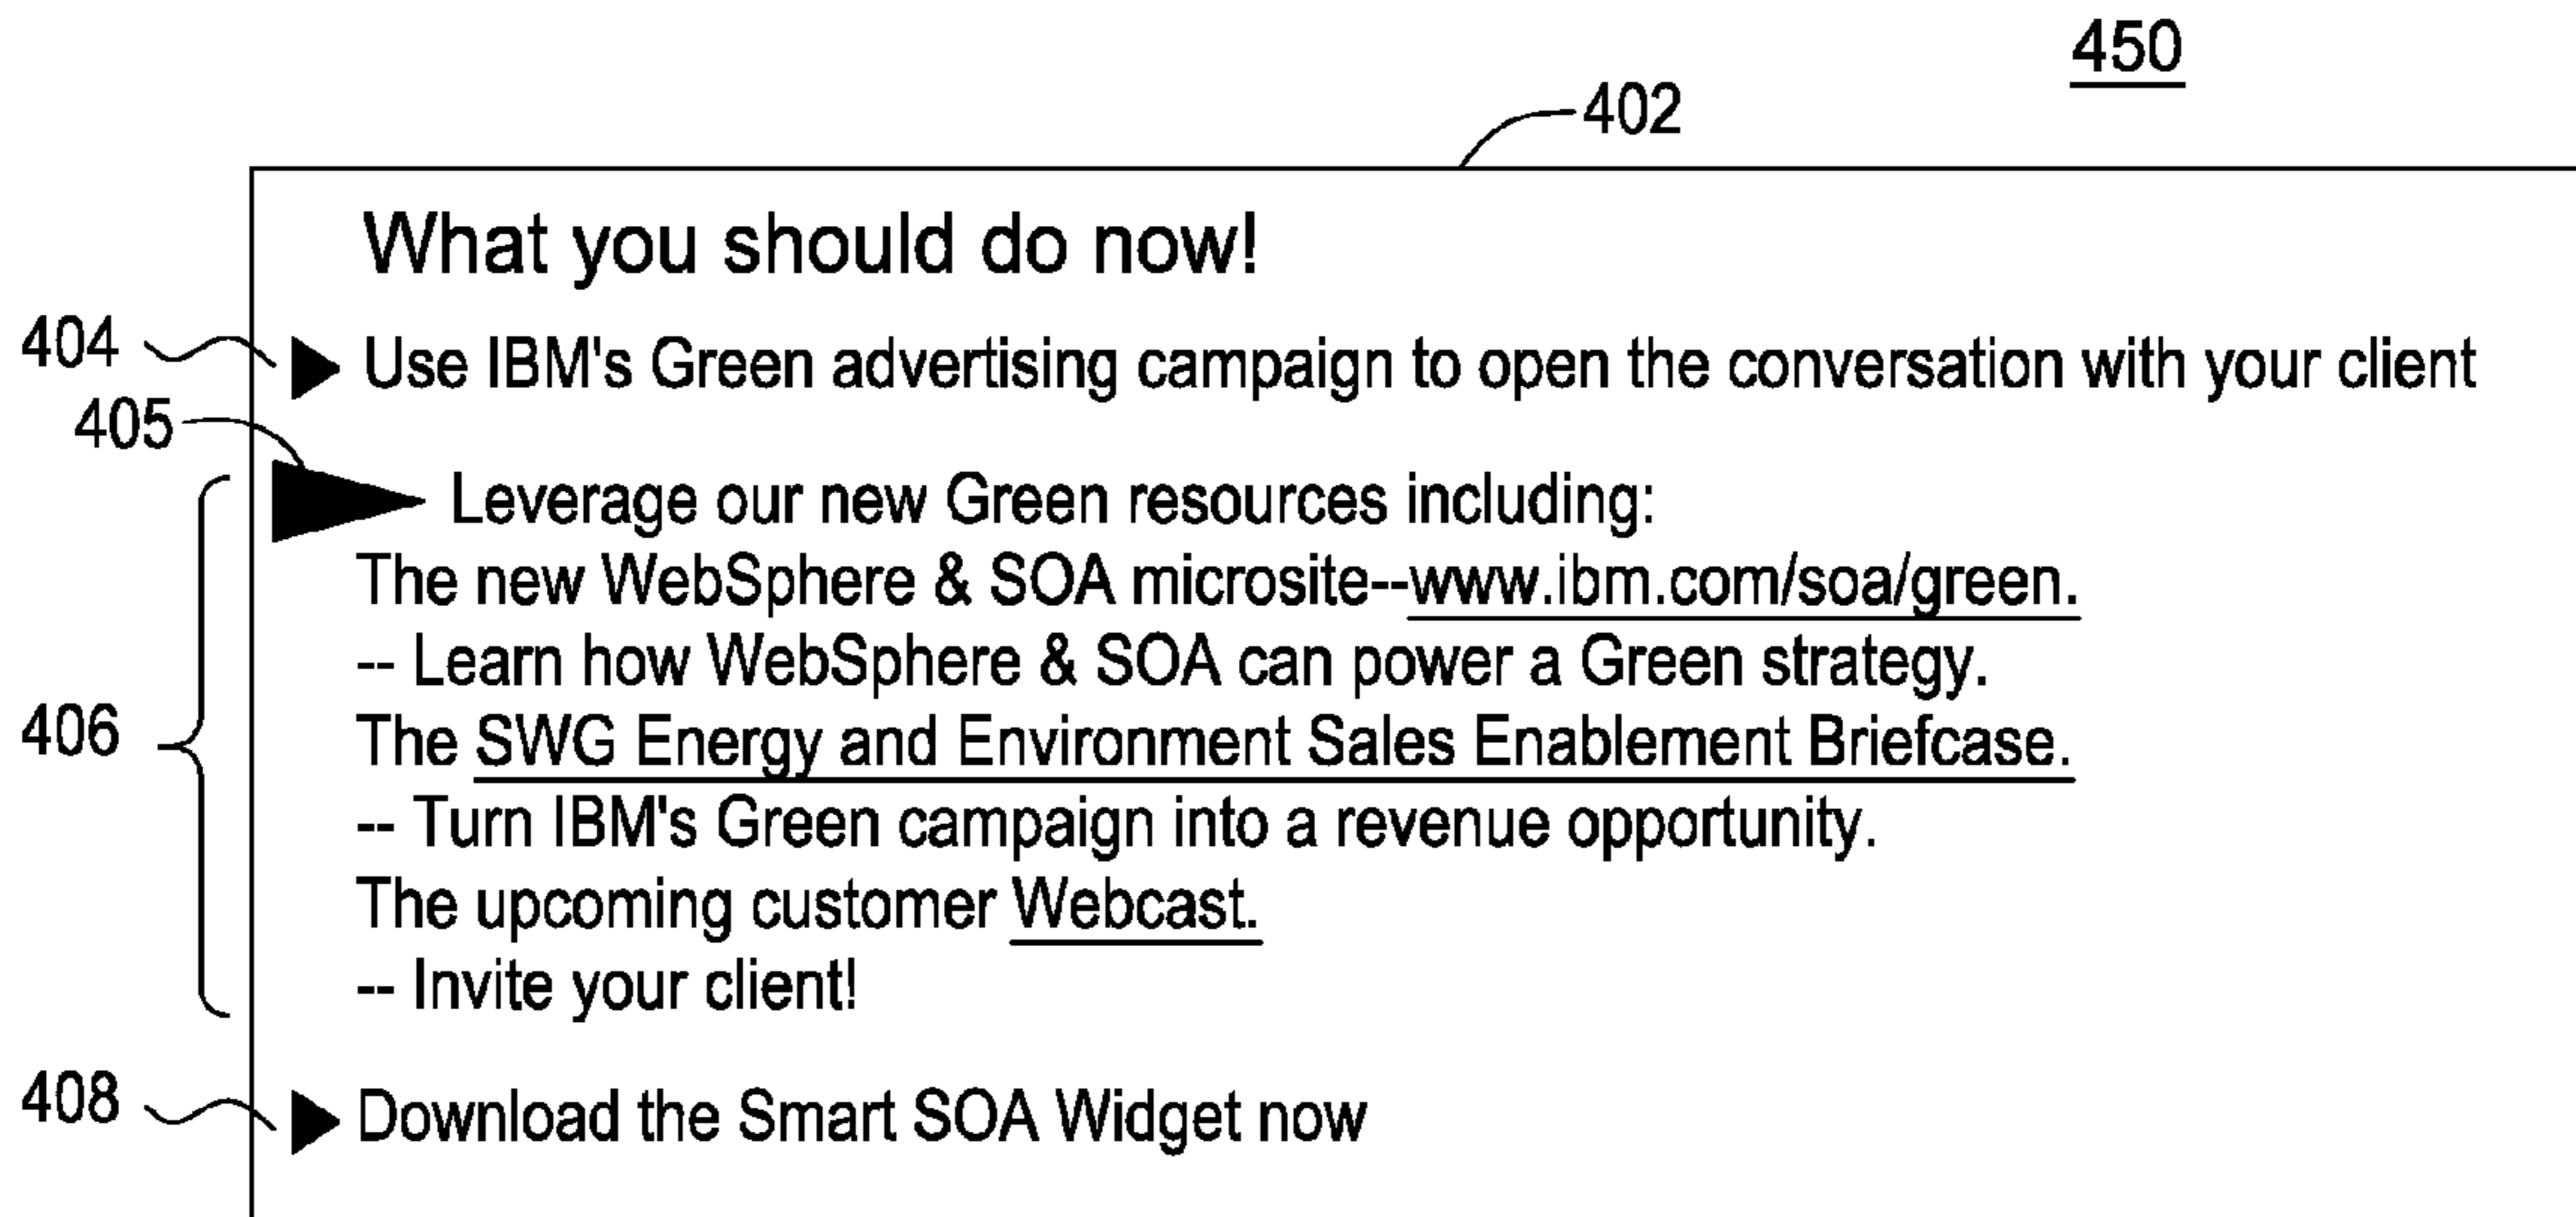 450
402
What you should do now!
404
Use IBM's Green advertising campaign to open the conversation with your client
405
Leverage our new Green resources including:
The new WebSphere & SOA microsite--www.ibm.com/soa/green.
-- Learn how WebSphere & SOA can power a Green strategy.
406
The SWG Energy and Environment Sales Enablement Briefcase.
-- Turn IBM's Green campaign into a revenue opportunity.
The upcoming customer Webcast.
-- Invite your client!
408
Download the Smart SOA Widget now